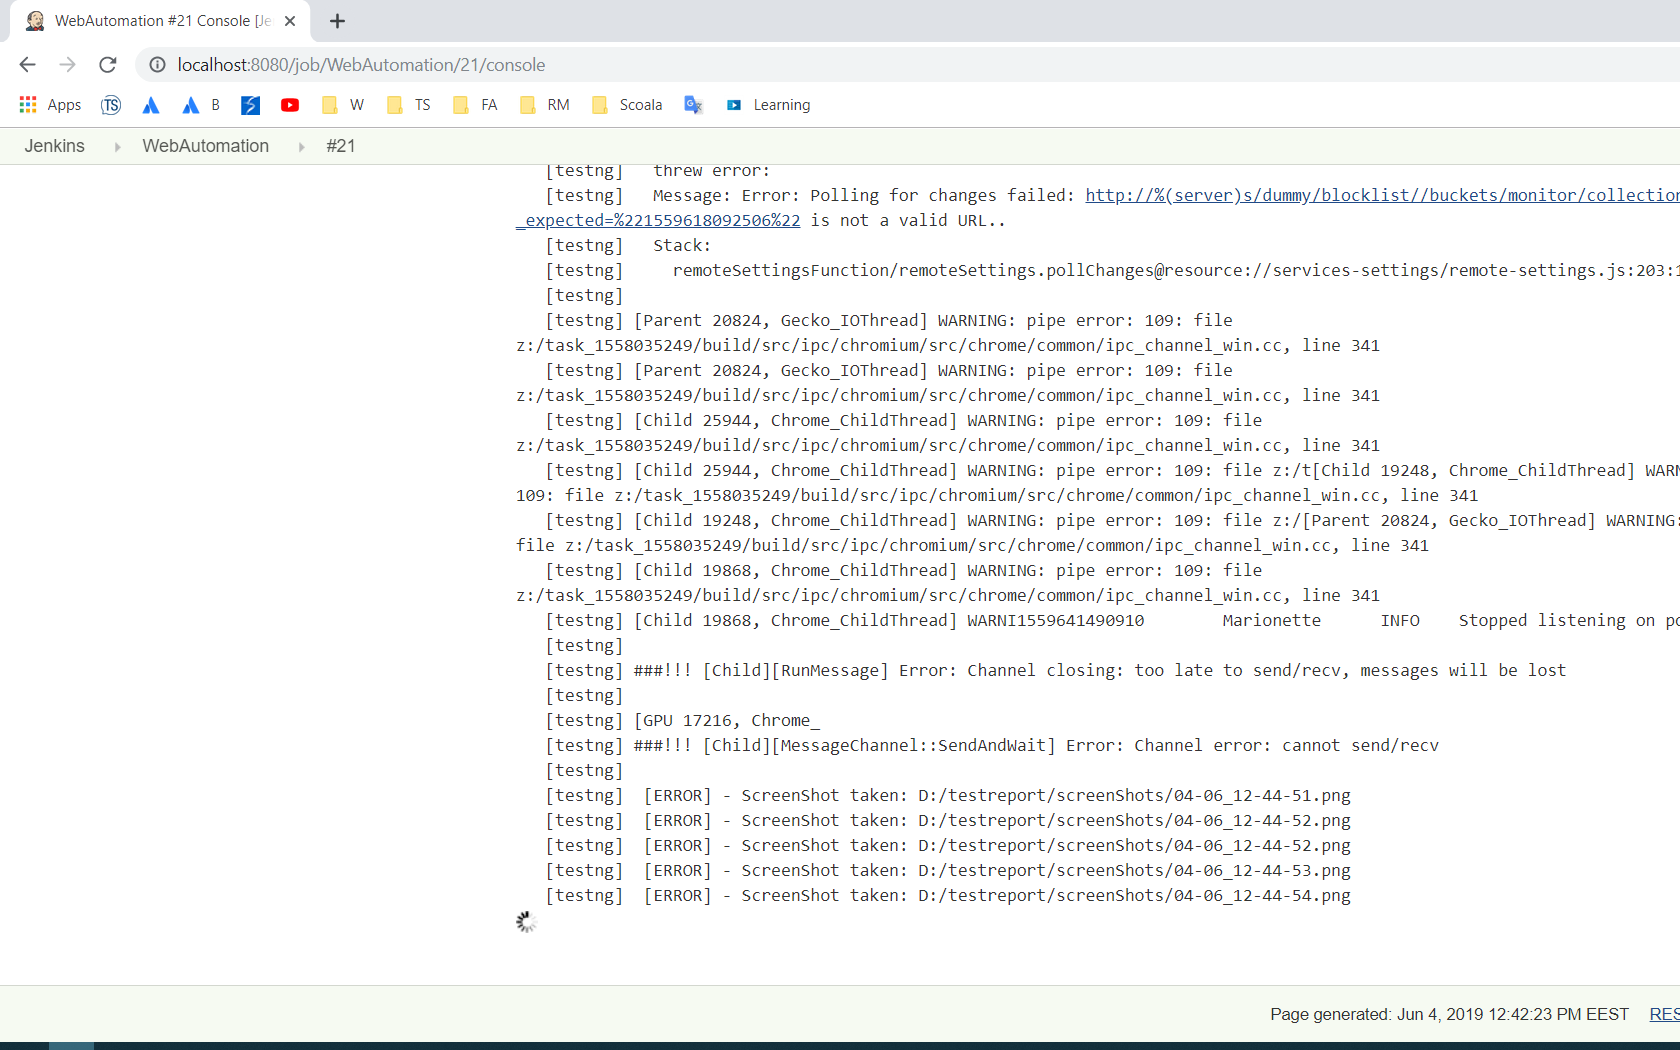 WebAutomation #21 Console [Je
localhost:8080/job/WebAutomation/21/console
Apps TS B W TS FA RM Scoala Learning
Jenkins WebAutomation #21
[testng] threw error:
[testng] Message: Error: Polling for changes failed: http://%(server)s/dummy/blocklist//buckets/monitor/collection
_expected=%221559618092506%22 is not a valid URL..
[testng] Stack:
[testng] remoteSettingsFunction/remoteSettings.pollChanges@resource://services-settings/remote-settings.js:203:1
[testng]
[testng] [Parent 20824, Gecko_IOThread] WARNING: pipe error: 109: file
z:/task_1558035249/build/src/ipc/chromium/src/chrome/common/ipc_channel_win.cc, line 341
[testng] [Parent 20824, Gecko_IOThread] WARNING: pipe error: 109: file
z:/task_1558035249/build/src/ipc/chromium/src/chrome/common/ipc_channel_win.cc, line 341
[testng] [Child 25944, Chrome_ChildThread] WARNING: pipe error: 109: file
z:/task_1558035249/build/src/ipc/chromium/src/chrome/common/ipc_channel_win.cc, line 341
[testng] [Child 25944, Chrome_ChildThread] WARNING: pipe error: 109: file z:/t[Child 19248, Chrome_ChildThread] WARN
109: file z:/task_1558035249/build/src/ipc/chromium/src/chrome/common/ipc_channel_win.cc, line 341
[testng] [Child 19248, Chrome_ChildThread] WARNING: pipe error: 109: file z:/[Parent 20824, Gecko_IOThread] WARNING:
file z:/task_1558035249/build/src/ipc/chromium/src/chrome/common/ipc_channel_win.cc, line 341
[testng] [Child 19868, Chrome_ChildThread] WARNING: pipe error: 109: file
z:/task_1558035249/build/src/ipc/chromium/src/chrome/common/ipc_channel_win.cc, line 341
[testng] [Child 19868, Chrome_ChildThread] WARNI1559641490910 Marionette INFO Stopped listening on po
[testng]
[testng] ###!!! [Child][RunMessage] Error: Channel closing: too late to send/recv, messages will be lost
[testng]
[testng] [GPU 17216, Chrome_
[testng] ###!!! [Child][MessageChannel::SendAndWait] Error: Channel error: cannot send/recv
[testng]
[testng] [ERROR] - ScreenShot taken: D:/testreport/screenShots/04-06_12-44-51.png
[testng] [ERROR] - ScreenShot taken: D:/testreport/screenShots/04-06_12-44-52.png
[testng] [ERROR] - ScreenShot taken: D:/testreport/screenShots/04-06_12-44-52.png
[testng] [ERROR] - ScreenShot taken: D:/testreport/screenShots/04-06_12-44-53.png
[testng] [ERROR] - ScreenShot taken: D:/testreport/screenShots/04-06_12-44-54.png
Page generated: Jun 4, 2019 12:42:23 PM EEST RES